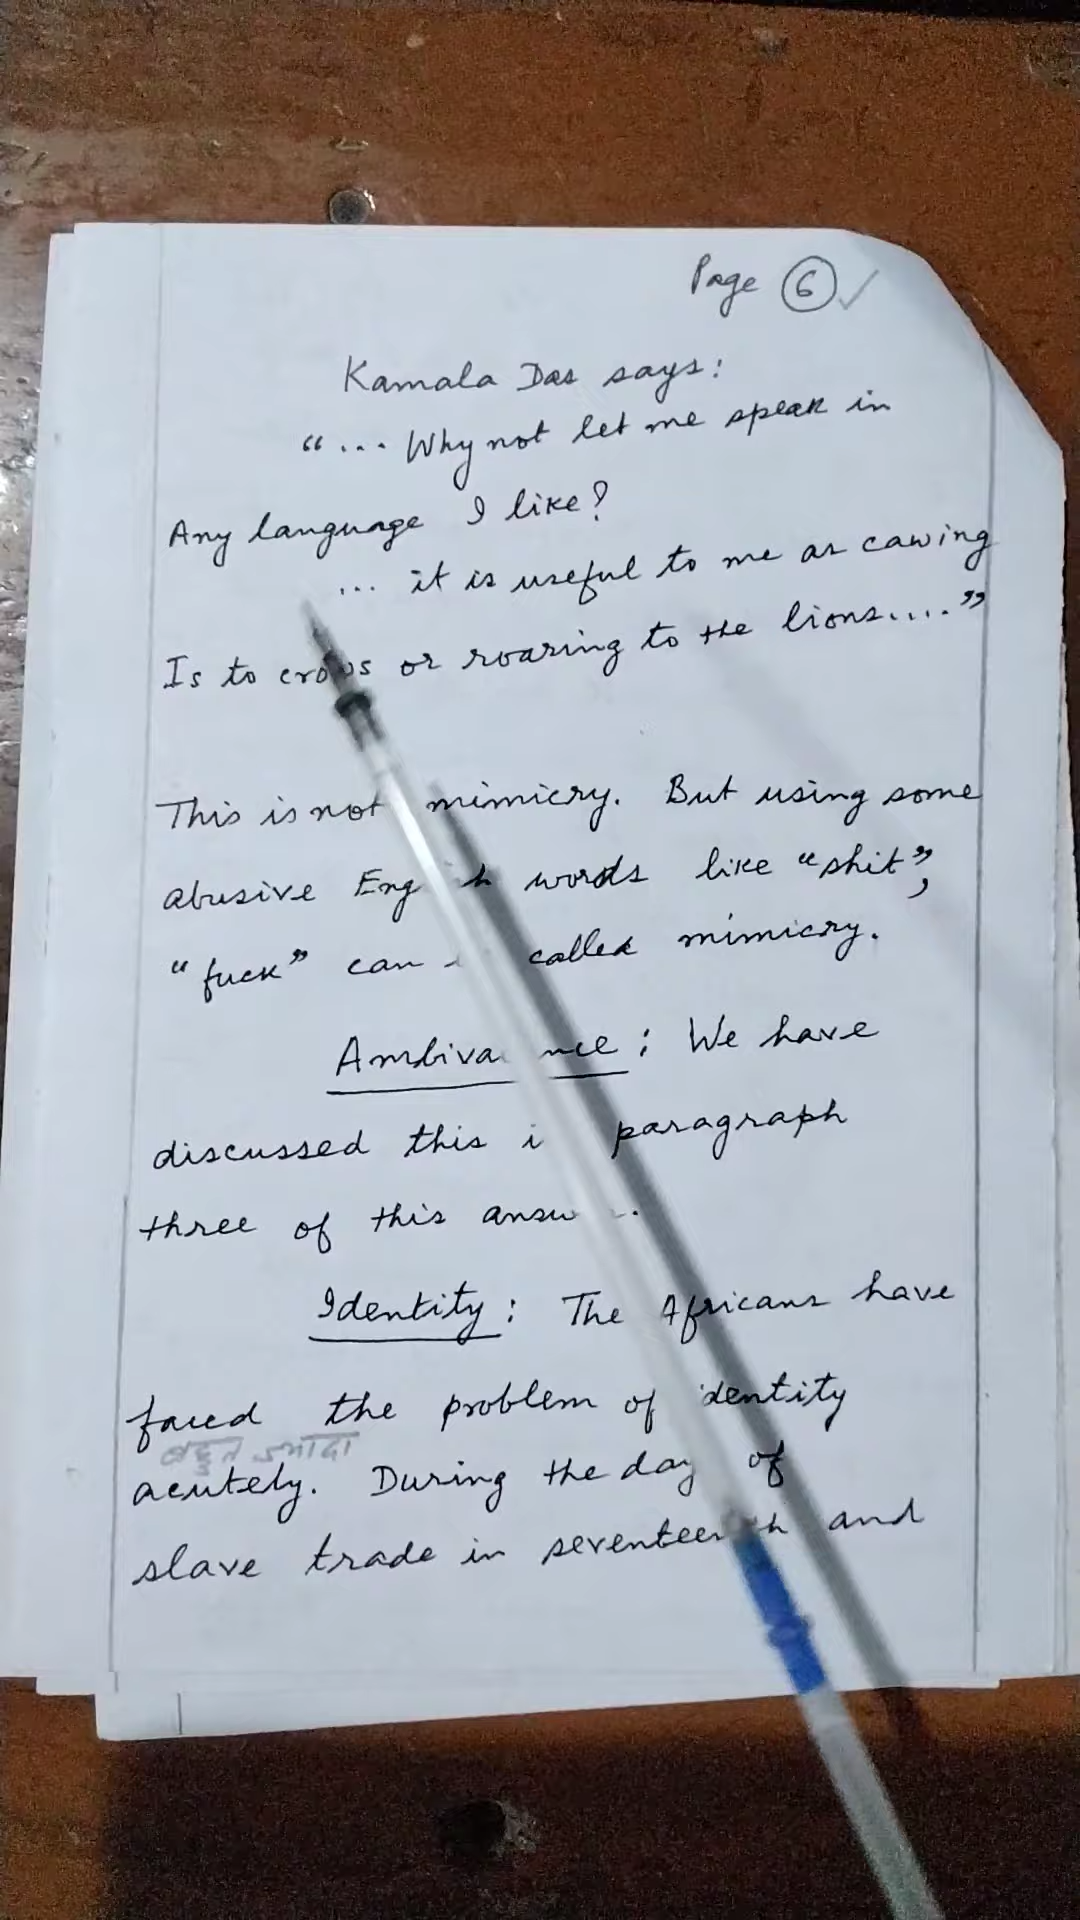 Page 6
Kamala Das says:
“... Why not let me speak in
Any language I like?
... it is useful to me as cawing
Is to crows or roaring to the lions....”
This is not mimicry. But using some
abusive English words like “shit”,
“fuck” can called mimicry.
Ambivalence : We have
discussed this paragraph
three of this answer.
Identity : The Africans have
faced the problem of identity
बहुत ज्यादा
acutely. During the day of
slave trade in seventeenth and